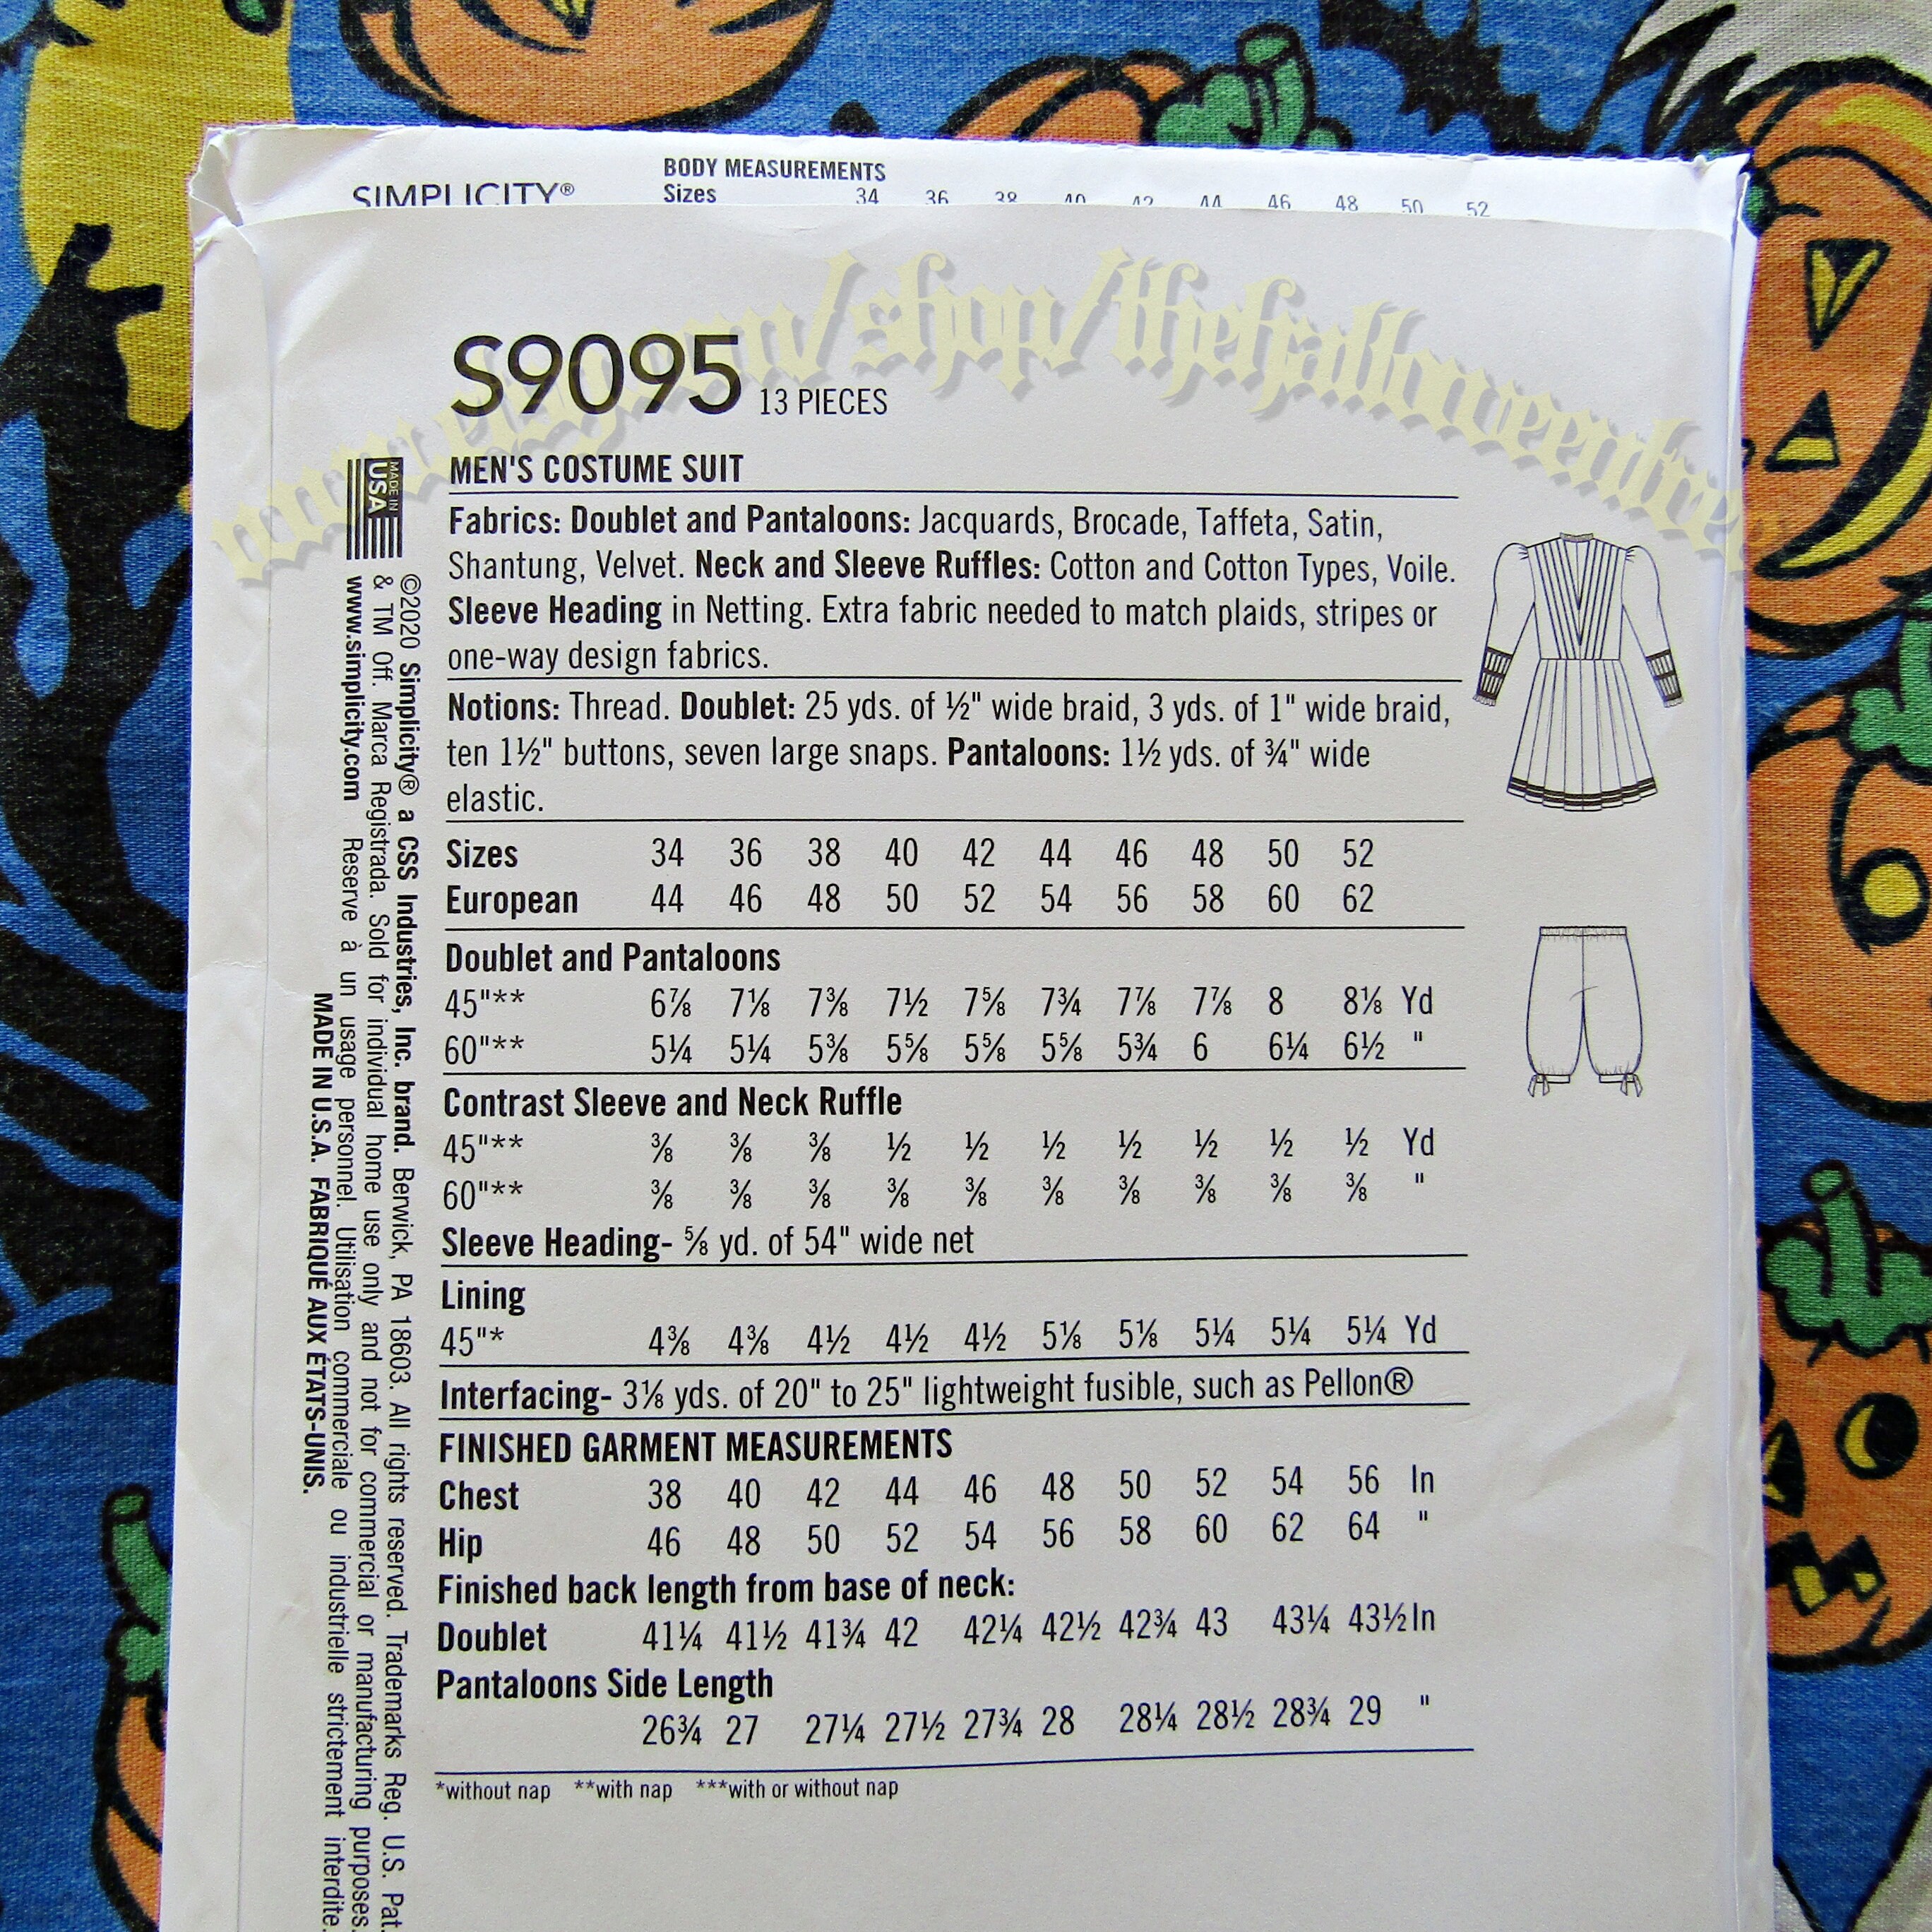 BODY MEASUREMENTS
SIMPLICITY®
Sizes 34 36 38 40 42 44 46 48 50 52
S9095 13 PIECES
MEN'S COSTUME SUIT
Fabrics: Doublet and Pantaloons: Jacquards, Brocade, Taffeta, Satin,
Shantung, Velvet. Neck and Sleeve Ruffles: Cotton and Cotton Types, Voile.
Sleeve Heading in Netting. Extra fabric needed to match plaids, stripes or
one-way design fabrics.
Notions: Thread. Doublet: 25 yds. of ½" wide braid, 3 yds. of 1" wide braid,
ten 1½" buttons, seven large snaps. Pantaloons: 1½ yds. of ¾" wide
elastic.
Sizes 34 36 38 40 42 44 46 48 50 52
European 44 46 48 50 52 54 56 58 60 62
Doublet and Pantaloons
45"** 6⅞ 7⅛ 7⅜ 7½ 7⅝ 7¾ 7⅞ 7⅞ 8 8⅛ Yd
60"** 5¼ 5¼ 5⅜ 5⅝ 5⅝ 5⅝ 5¾ 6 6¼ 6½ "
Contrast Sleeve and Neck Ruffle
45"** ⅜ ⅜ ⅜ ½ ½ ½ ½ ½ ½ ½ Yd
60"** ⅜ ⅜ ⅜ ⅜ ⅜ ⅜ ⅜ ⅜ ⅜ ⅜ "
Sleeve Heading- ⅝ yd. of 54" wide net
Lining
45"* 4⅜ 4⅜ 4½ 4½ 4½ 5⅛ 5⅛ 5¼ 5¼ 5¼ Yd
Interfacing- 3⅛ yds. of 20" to 25" lightweight fusible, such as Pellon®
FINISHED GARMENT MEASUREMENTS
Chest 38 40 42 44 46 48 50 52 54 56 In
Hip 46 48 50 52 54 56 58 60 62 64 "
Finished back length from base of neck:
Doublet 41¼ 41½ 41¾ 42 42¼ 42½ 42¾ 43 43¼ 43½ In
Pantaloons Side Length
26¾ 27 27¼ 27½ 27¾ 28 28¼ 28½ 28¾ 29 "
*without nap **with nap ***with or without nap
MADE IN
USA
©2020 Simplicity® a CSS Industries, Inc. brand. Berwick, PA 18603. All rights reserved. Trademarks Reg. U.S. Pat.
& TM Off. Marca Registrada. Sold for individual home use only and not for commercial or manufacturing purposes.
www.simplicity.com Reserve à un usage personnel. Utilisation commerciale ou industrielle strictement interdite.
MADE IN U.S.A. FABRIQUÉ AUX ÉTATS-UNIS.